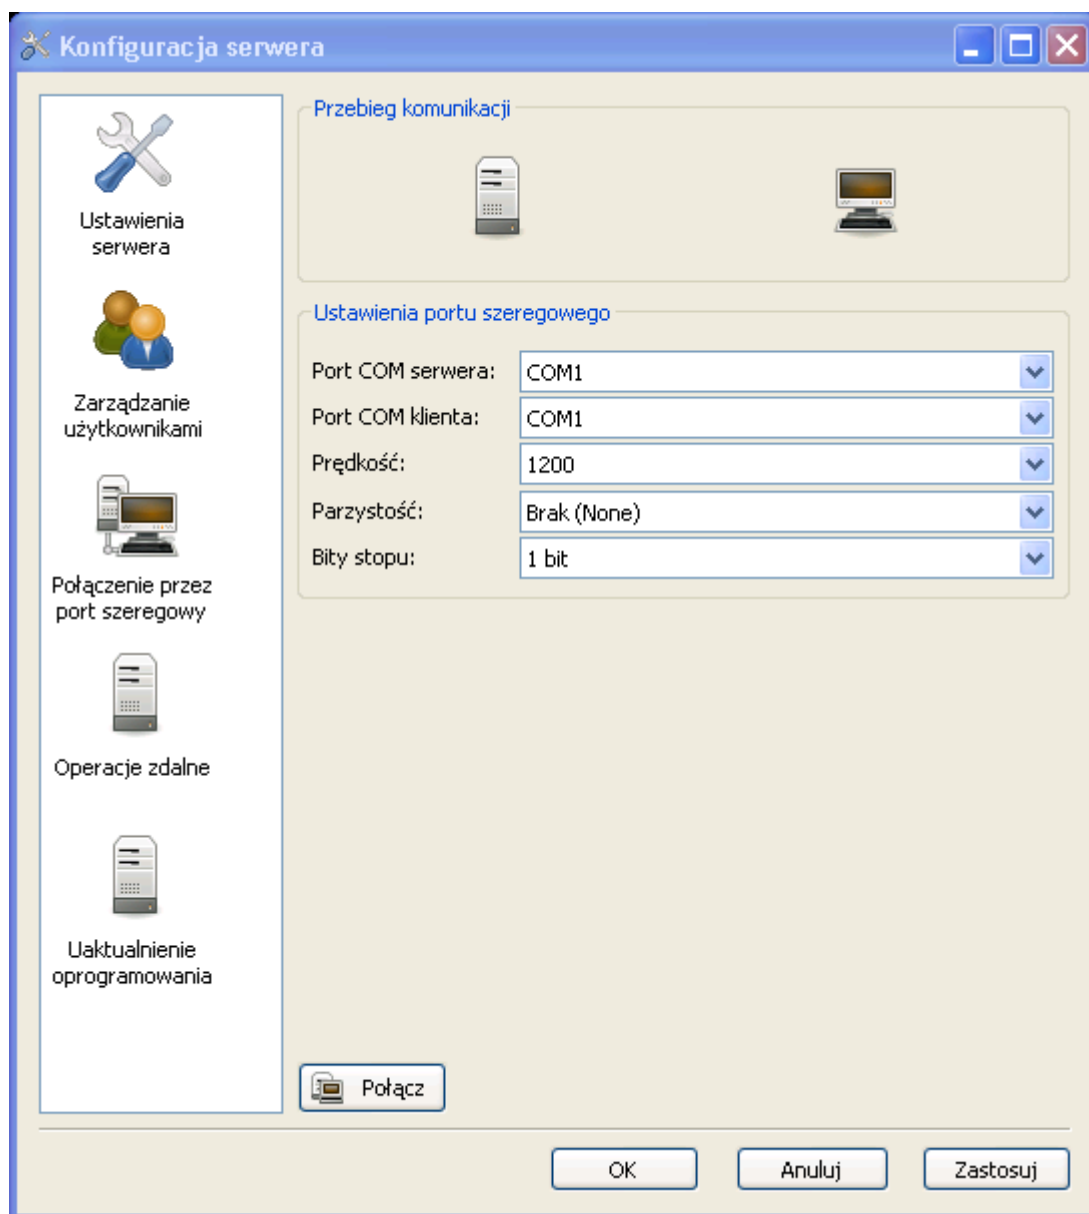 Konfiguracja serwera
Ustawienia
serwera
Zarządzanie
użytkownikami
Połączenie przez
port szeregowy
Operacje zdalne
Uaktualnienie
oprogramowania
Przebieg komunikacji
Ustawienia portu szeregowego
Port COM serwera: COM1
Port COM klienta: COM1
Prędkość: 1200
Parzystość: Brak (None)
Bity stopu: 1 bit
Połącz
OK Anuluj Zastosuj